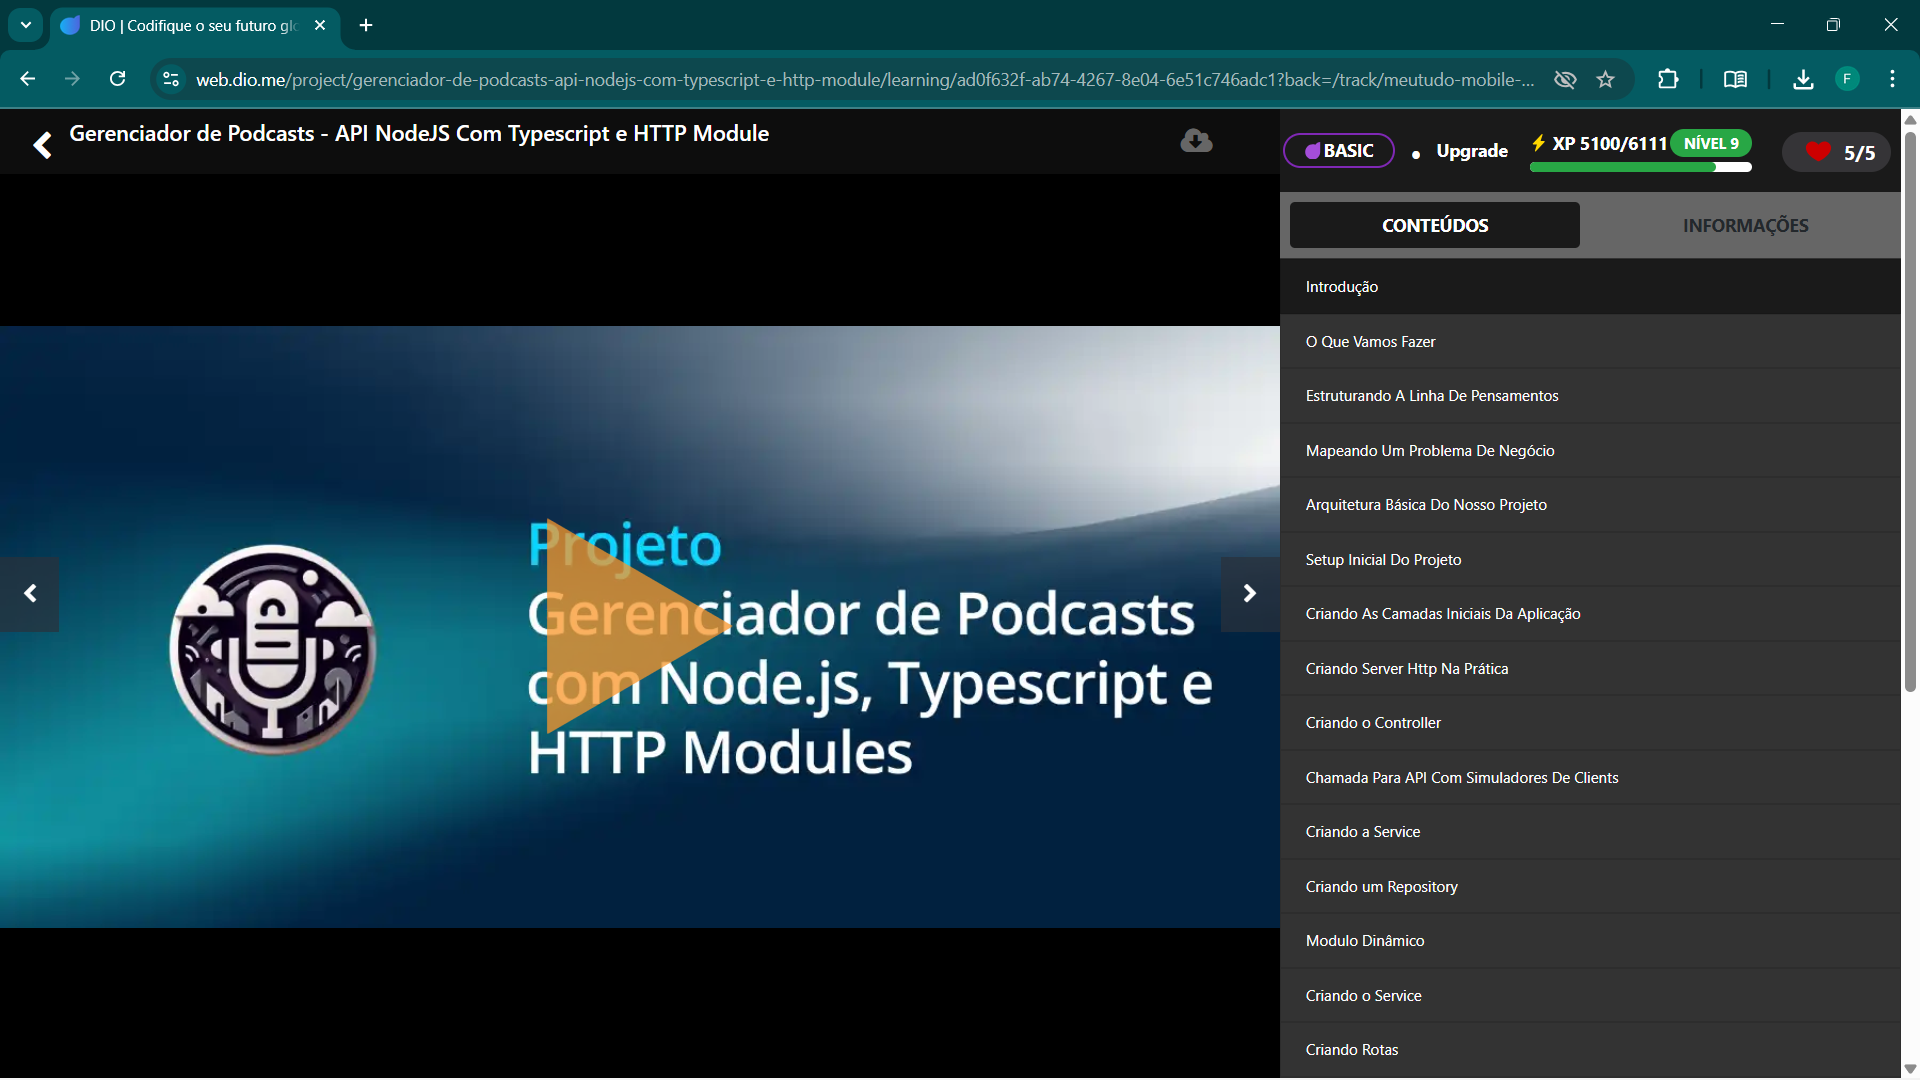 DIO | Codifique o seu futuro glo
web.dio.me/project/gerenciador-de-podcasts-api-nodejs-com-typescript-e-http-module/learning/ad0f632f-ab74-4267-8e04-6e51c746adc1?back=/track/meutudo-mobile-...
F
Gerenciador de Podcasts - API NodeJS Com Typescript e HTTP Module
BASIC
Upgrade
XP 5100/6111
NÍVEL 9
5/5
CONTEÚDOS
INFORMAÇÕES
Projeto
Gerenciador de Podcasts
com Node.js, Typescript e
HTTP Modules
Introdução
O Que Vamos Fazer
Estruturando A Linha De Pensamentos
Mapeando Um Problema De Negócio
Arquitetura Básica Do Nosso Projeto
Setup Inicial Do Projeto
Criando As Camadas Iniciais Da Aplicação
Criando Server Http Na Prática
Criando o Controller
Chamada Para API Com Simuladores De Clients
Criando a Service
Criando um Repository
Modulo Dinâmico
Criando o Service
Criando Rotas